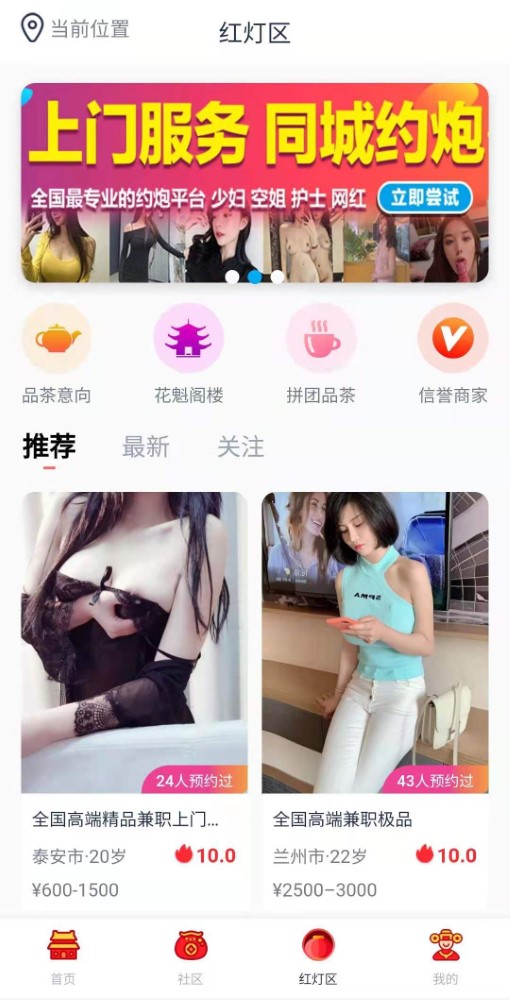 当前位置
红灯区
上门服务 同城约炮
全国最专业的约炮平台 少妇 空姐 护士 网红
立即尝试
品茶意向
花魁阁楼
拼团品茶
信誉商家
推荐
最新
关注
24人预约过
43人预约过
全国高端精品兼职上门...
全国高端兼职极品
泰安市·20岁
10.0
兰州市·22岁
10.0
¥600-1500
¥2500–3000
首页
社区
红灯区
我的